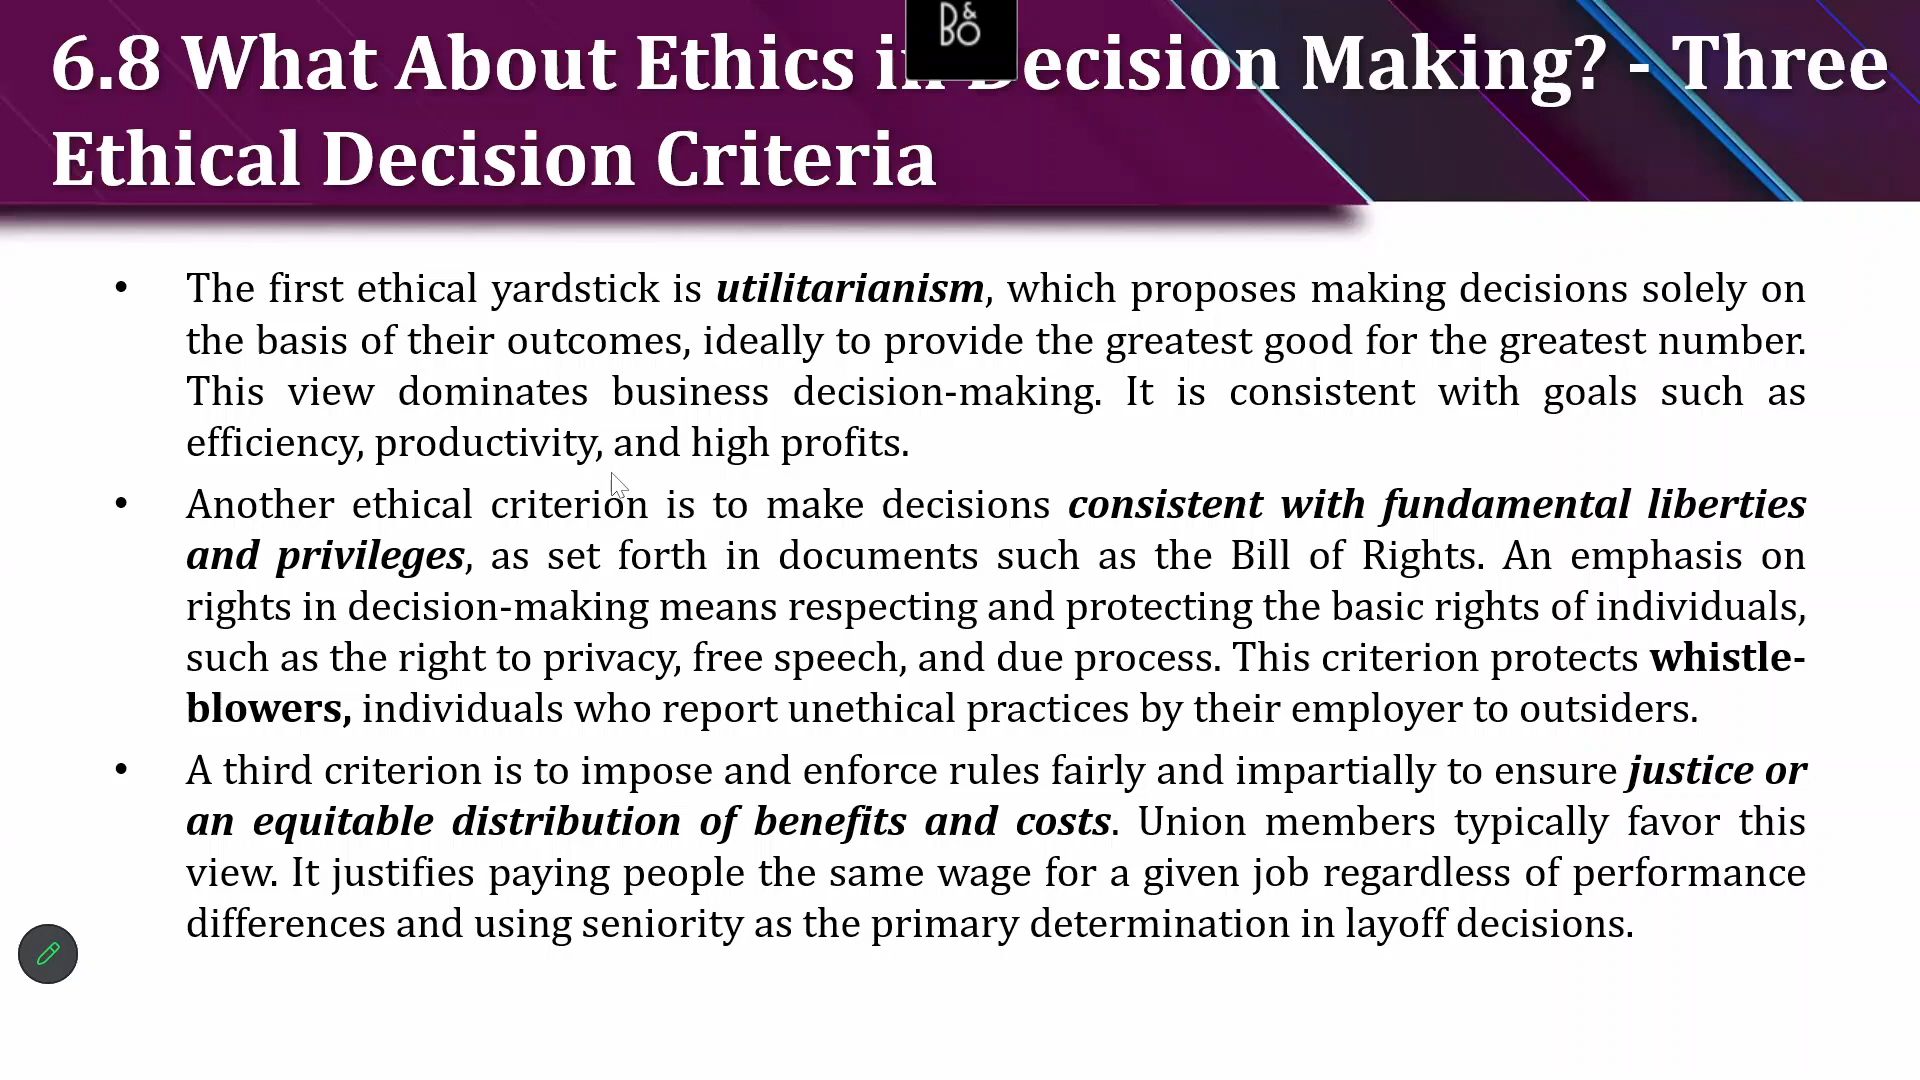 6.8 What About Ethics in Decision Making? - Three
Ethical Decision Criteria
B&
BO
• The first ethical yardstick is utilitarianism, which proposes making decisions solely on
the basis of their outcomes, ideally to provide the greatest good for the greatest number.
This view dominates business decision-making. It is consistent with goals such as
efficiency, productivity, and high profits.
• Another ethical criterion is to make decisions consistent with fundamental liberties
and privileges, as set forth in documents such as the Bill of Rights. An emphasis on
rights in decision-making means respecting and protecting the basic rights of individuals,
such as the right to privacy, free speech, and due process. This criterion protects whistle-
blowers, individuals who report unethical practices by their employer to outsiders.
• A third criterion is to impose and enforce rules fairly and impartially to ensure justice or
an equitable distribution of benefits and costs. Union members typically favor this
view. It justifies paying people the same wage for a given job regardless of performance
differences and using seniority as the primary determination in layoff decisions.